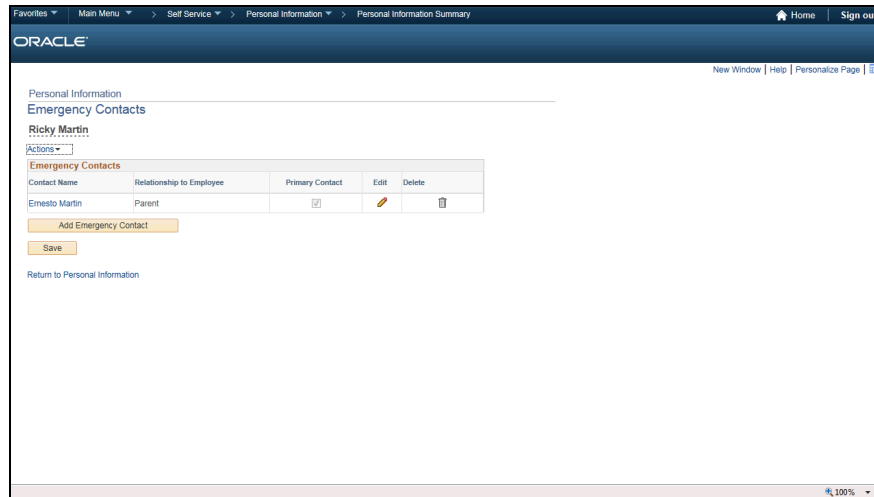 Favorites Main Menu > Self Service > Personal Information > Personal Information Summary Home Sign ou
ORACLE
New Window | Help | Personalize Page |
Personal Information
Emergency Contacts
Ricky Martin
Actions
Emergency Contacts
Contact Name Relationship to Employee Primary Contact Edit Delete
Ernesto Martin Parent
Add Emergency Contact
Save
Return to Personal Information
100%